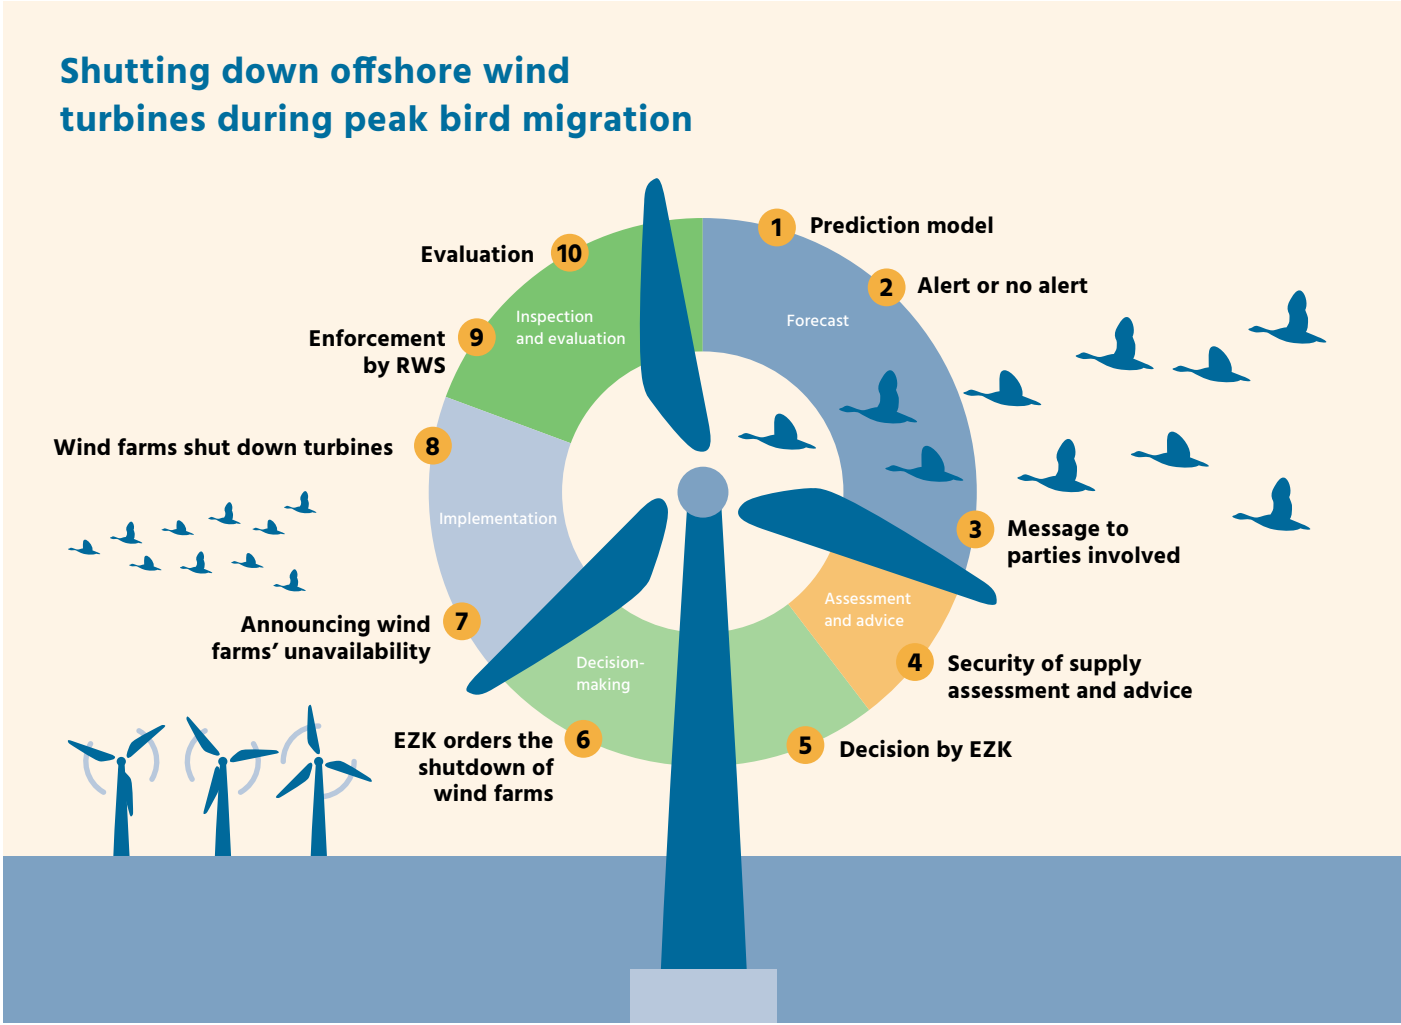 Shutting down offshore wind
turbines during peak bird migration
1 Prediction model
2 Alert or no alert
Forecast
3 Message to
parties involved
Assessment
and advice
4 Security of supply
assessment and advice
5 Decision by EZK
Decision-
making
6 EZK orders the
shutdown of
wind farms
7 Announcing wind
farms’ unavailability
Implementation
8 Wind farms shut down turbines
9 Enforcement
by RWS
Inspection
and evaluation
10 Evaluation